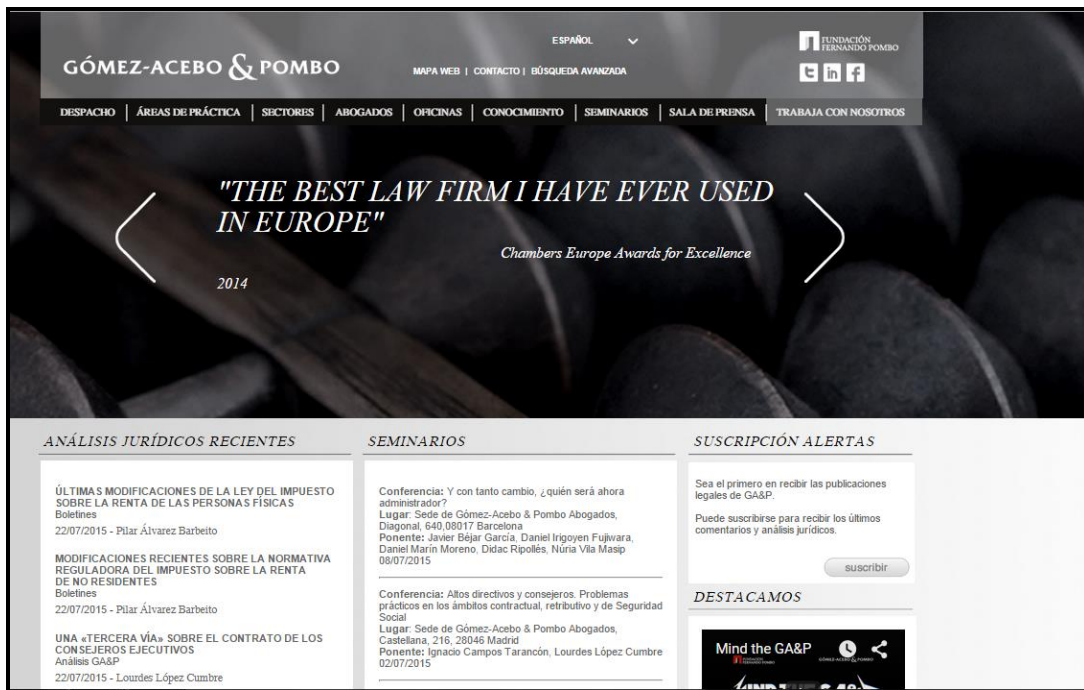 ESPAÑOL
FUNDACIÓN
FERNANDO POMBO
GÓMEZ-ACEBO & POMBO
MAPA WEB | CONTACTO | BÚSQUEDA AVANZADA
DESPACHO | ÁREAS DE PRÁCTICA | SECTORES | ABOGADOS | OFICINAS | CONOCIMIENTO | SEMINARIOS | SALA DE PRENSA | TRABAJA CON NOSOTROS
"THE BEST LAW FIRM I HAVE EVER USED
IN EUROPE"
Chambers Europe Awards for Excellence
2014
ANÁLISIS JURÍDICOS RECIENTES
ÚLTIMAS MODIFICACIONES DE LA LEY DEL IMPUESTO
SOBRE LA RENTA DE LAS PERSONAS FÍSICAS
Boletines
22/07/2015 - Pilar Álvarez Barbeito
MODIFICACIONES RECIENTES SOBRE LA NORMATIVA
REGULADORA DEL IMPUESTO SOBRE LA RENTA
DE NO RESIDENTES
Boletines
22/07/2015 - Pilar Álvarez Barbeito
UNA «TERCERA VÍA» SOBRE EL CONTRATO DE LOS
CONSEJEROS EJECUTIVOS
Análisis GA&P
22/07/2015 - Lourdes López Cumbre
SEMINARIOS
Conferencia: Y con tanto cambio, ¿quién será ahora
administrador?
Lugar: Sede de Gómez-Acebo & Pombo Abogados,
Diagonal, 640,08017 Barcelona
Ponente: Javier Béjar García, Daniel Irigoyen Fujiwara,
Daniel Marín Moreno, Didac Ripollés, Núria Vila Masip
08/07/2015
Conferencia: Altos directivos y consejeros. Problemas
prácticos en los ámbitos contractual, retributivo y de Seguridad
Social
Lugar: Sede de Gómez-Acebo & Pombo Abogados,
Castellana, 216, 28046 Madrid
Ponente: Ignacio Campos Tarancón, Lourdes López Cumbre
02/07/2015
SUSCRIPCIÓN ALERTAS
Sea el primero en recibir las publicaciones
legales de GA&P.
Puede suscribirse para recibir los últimos
comentarios y análisis jurídicos.
suscribir
DESTACAMOS
Mind the GA&P